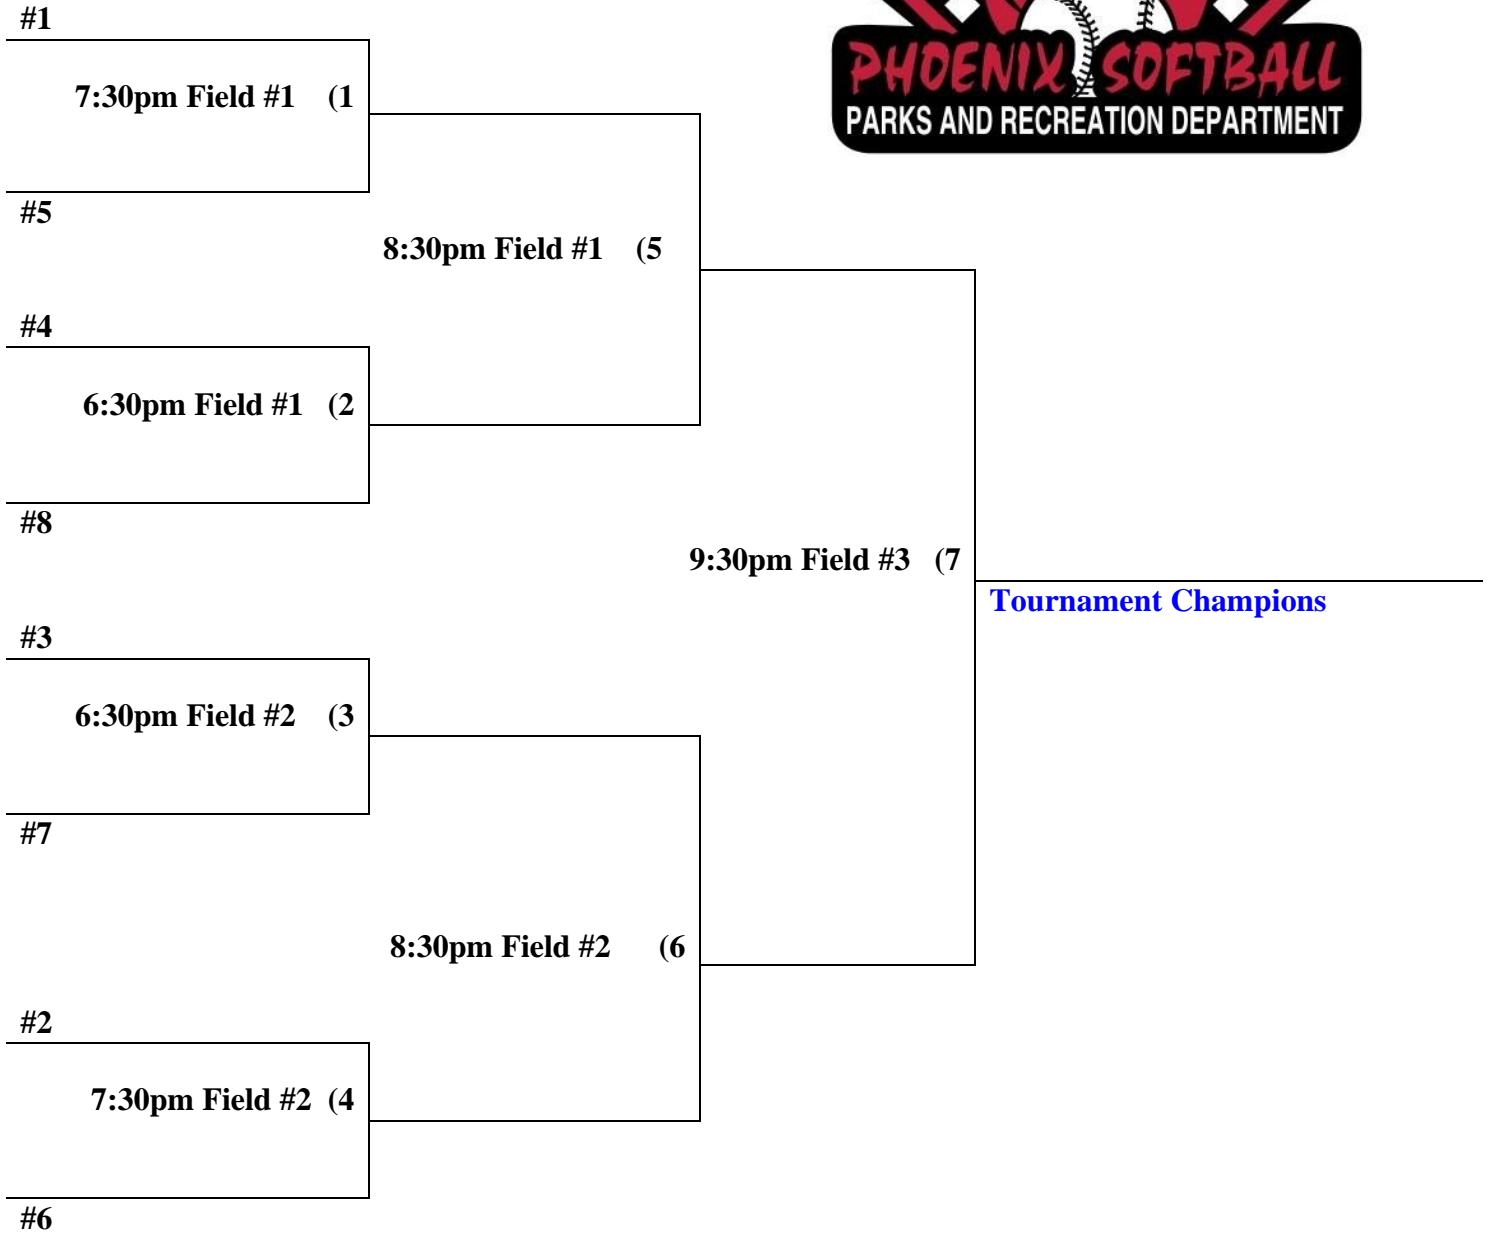 #1
PHOENIX SOFTBALL
7:30pm Field #1 (1
PARKS AND RECREATION DEPARTMENT
#5
8:30pm Field #1 (5
#4
6:30pm Field #1 (2
#8
9:30pm Field #3 (7
Tournament Champions
#3
6:30pm Field #2 (3
#7
8:30pm Field #2 (6
#2
7:30pm Field #2 (4
#6